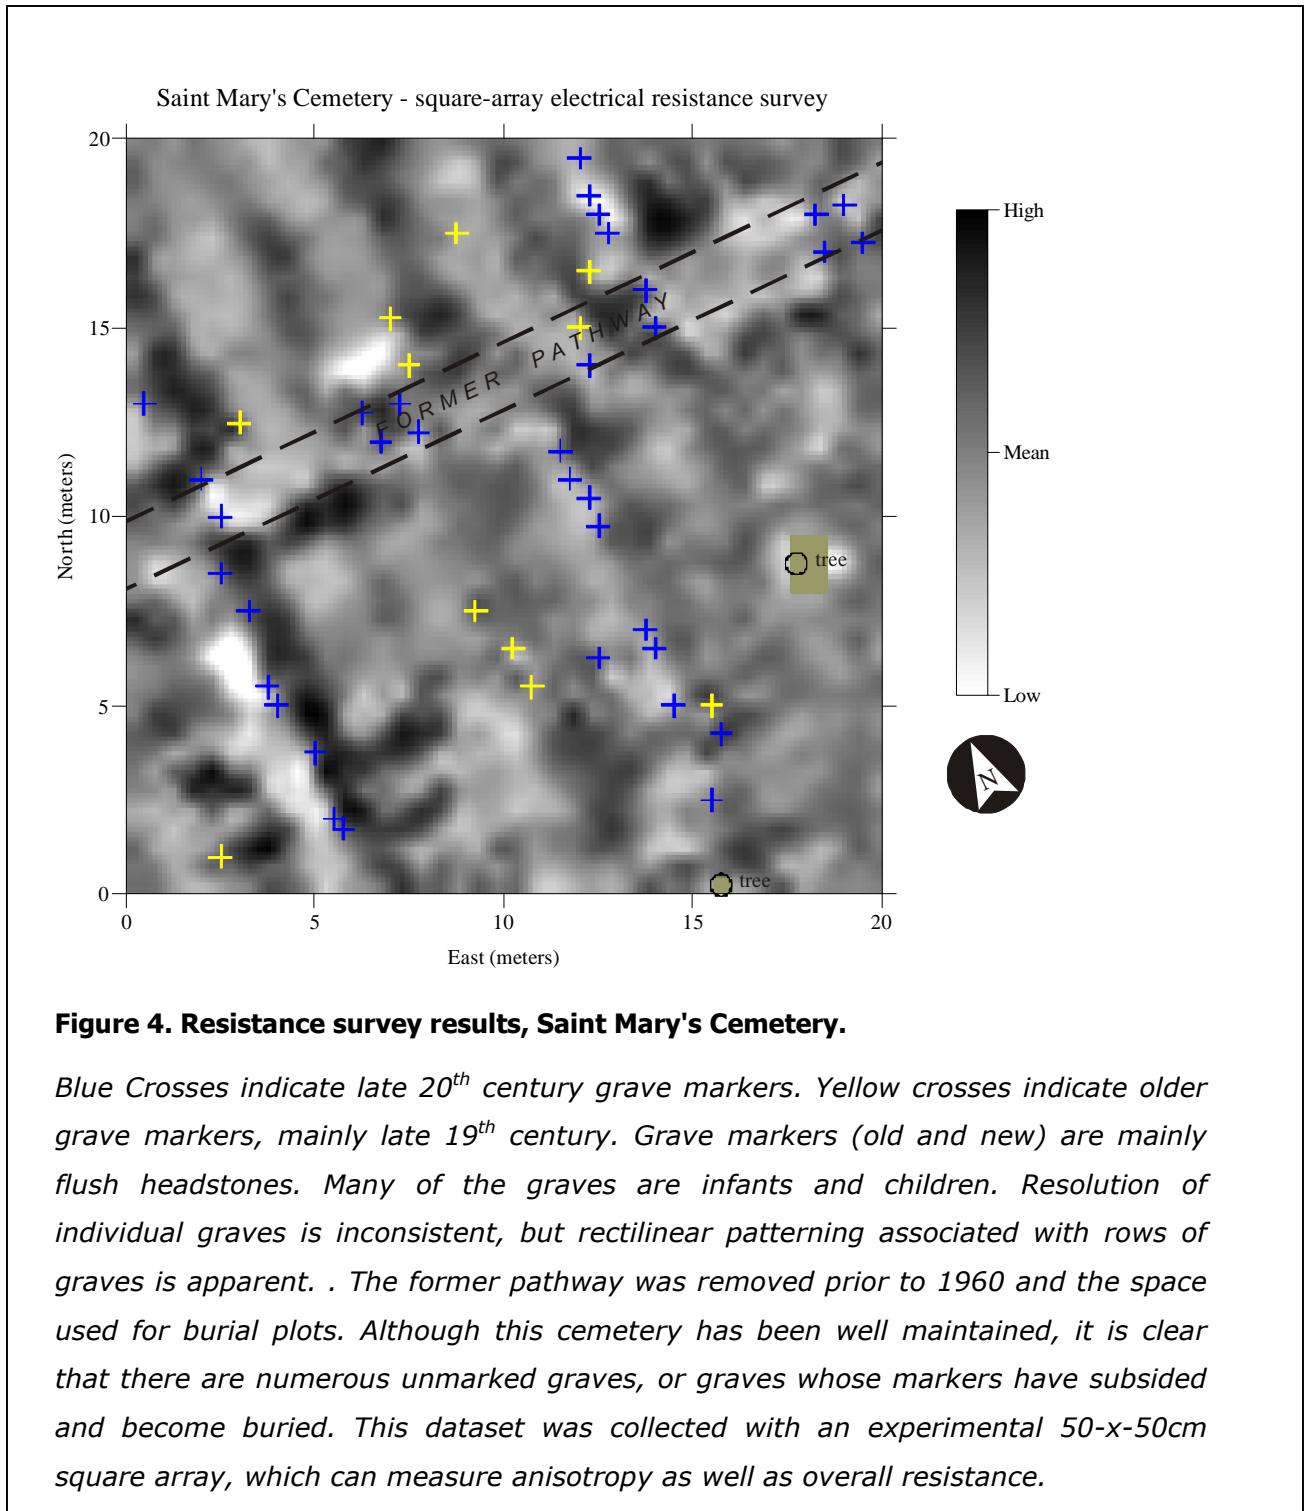 Saint Mary's Cemetery - square-array electrical resistance survey
20
15
10
5
0
North (meters)
0 5 10 15 20
East (meters)
FORMER PATHWAY
tree
tree
High
Mean
Low
N
Figure 4. Resistance survey results, Saint Mary's Cemetery.
Blue Crosses indicate late 20th century grave markers. Yellow crosses indicate older
grave markers, mainly late 19th century. Grave markers (old and new) are mainly
flush headstones. Many of the graves are infants and children. Resolution of
individual graves is inconsistent, but rectilinear patterning associated with rows of
graves is apparent. . The former pathway was removed prior to 1960 and the space
used for burial plots. Although this cemetery has been well maintained, it is clear
that there are numerous unmarked graves, or graves whose markers have subsided
and become buried. This dataset was collected with an experimental 50-x-50cm
square array, which can measure anisotropy as well as overall resistance.